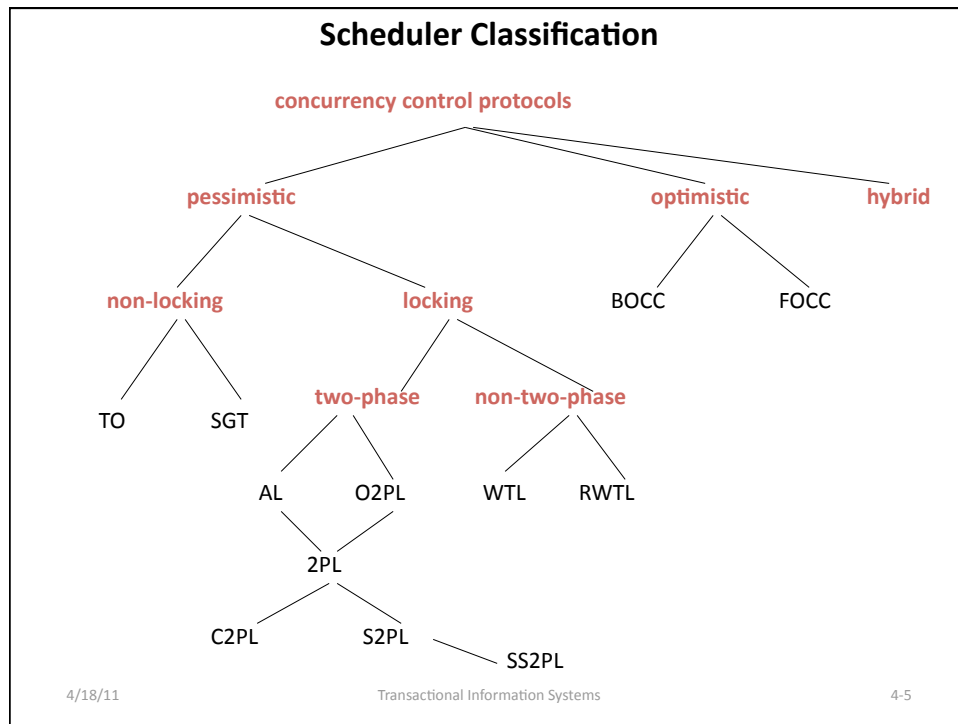 Scheduler Classification
concurrency control protocols
pessimistic optimistic hybrid
non-locking locking BOCC FOCC
two-phase non-two-phase
TO SGT
AL O2PL WTL RWTL
2PL
C2PL S2PL
SS2PL
4/18/11 Transactional Information Systems 4-5